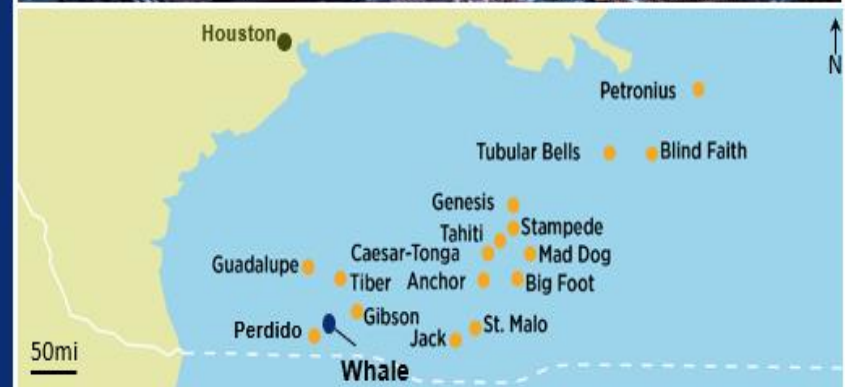 Houston
N
Petronius
Tubular Bells
Blind Faith
Genesis
Stampede
Tahiti
Caesar-Tonga
Mad Dog
Guadalupe
Tiber
Anchor
Big Foot
Gibson
Perdido
St. Malo
Jack
50mi
Whale